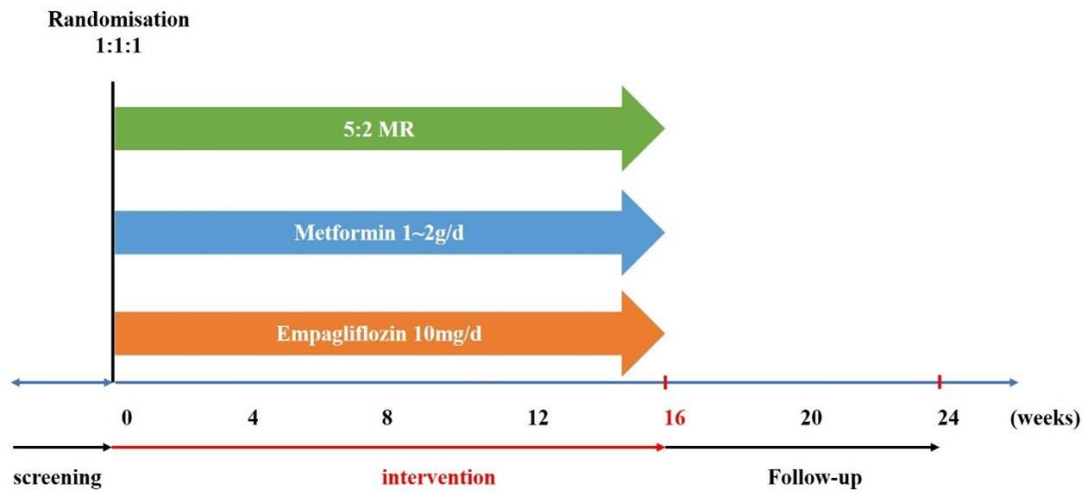 Randomisation
1:1:1
5:2 MR
Metformin 1~2g/d
Empagliflozin 10mg/d
0 4 8 12 16 20 24 (weeks)
screening intervention Follow-up